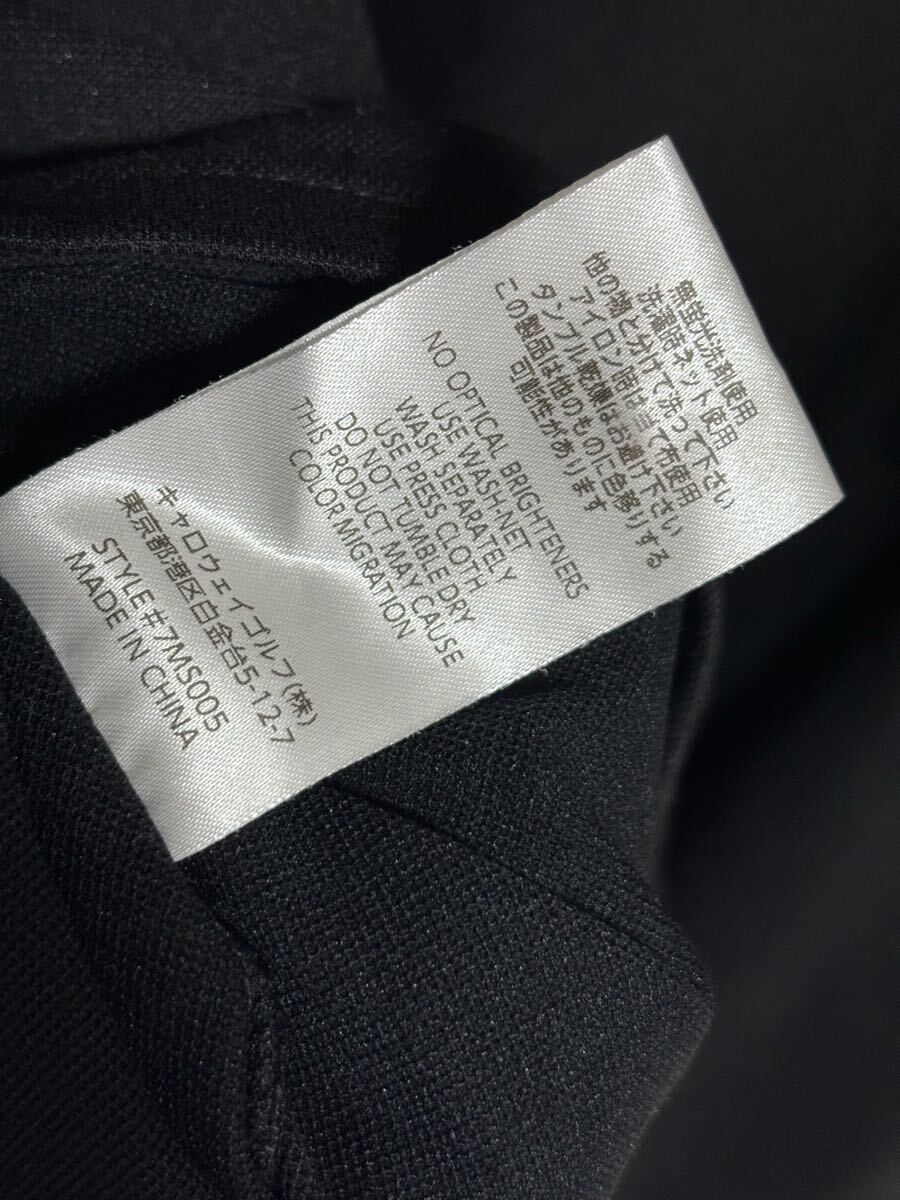 無蛍光洗剤使用
洗濯時ネット使用
他の物と分けて洗って下さい
アイロン時は当て布使用
タンブル乾燥はお避け下さい
この製品は他のものに色移りする
可能性があります
NO OPTICAL BRIGHTENERS
USE WASH-NET
WASH SEPARATELY
USE PRESS CLOTH
DO NOT TUMBLE DRY
THIS PRODUCT MAY CAUSE
COLOR MIGRATION
キャロウェイゴルフ(株)
東京都港区白金台5-12-7
STYLE#7MS005
MADE IN CHINA